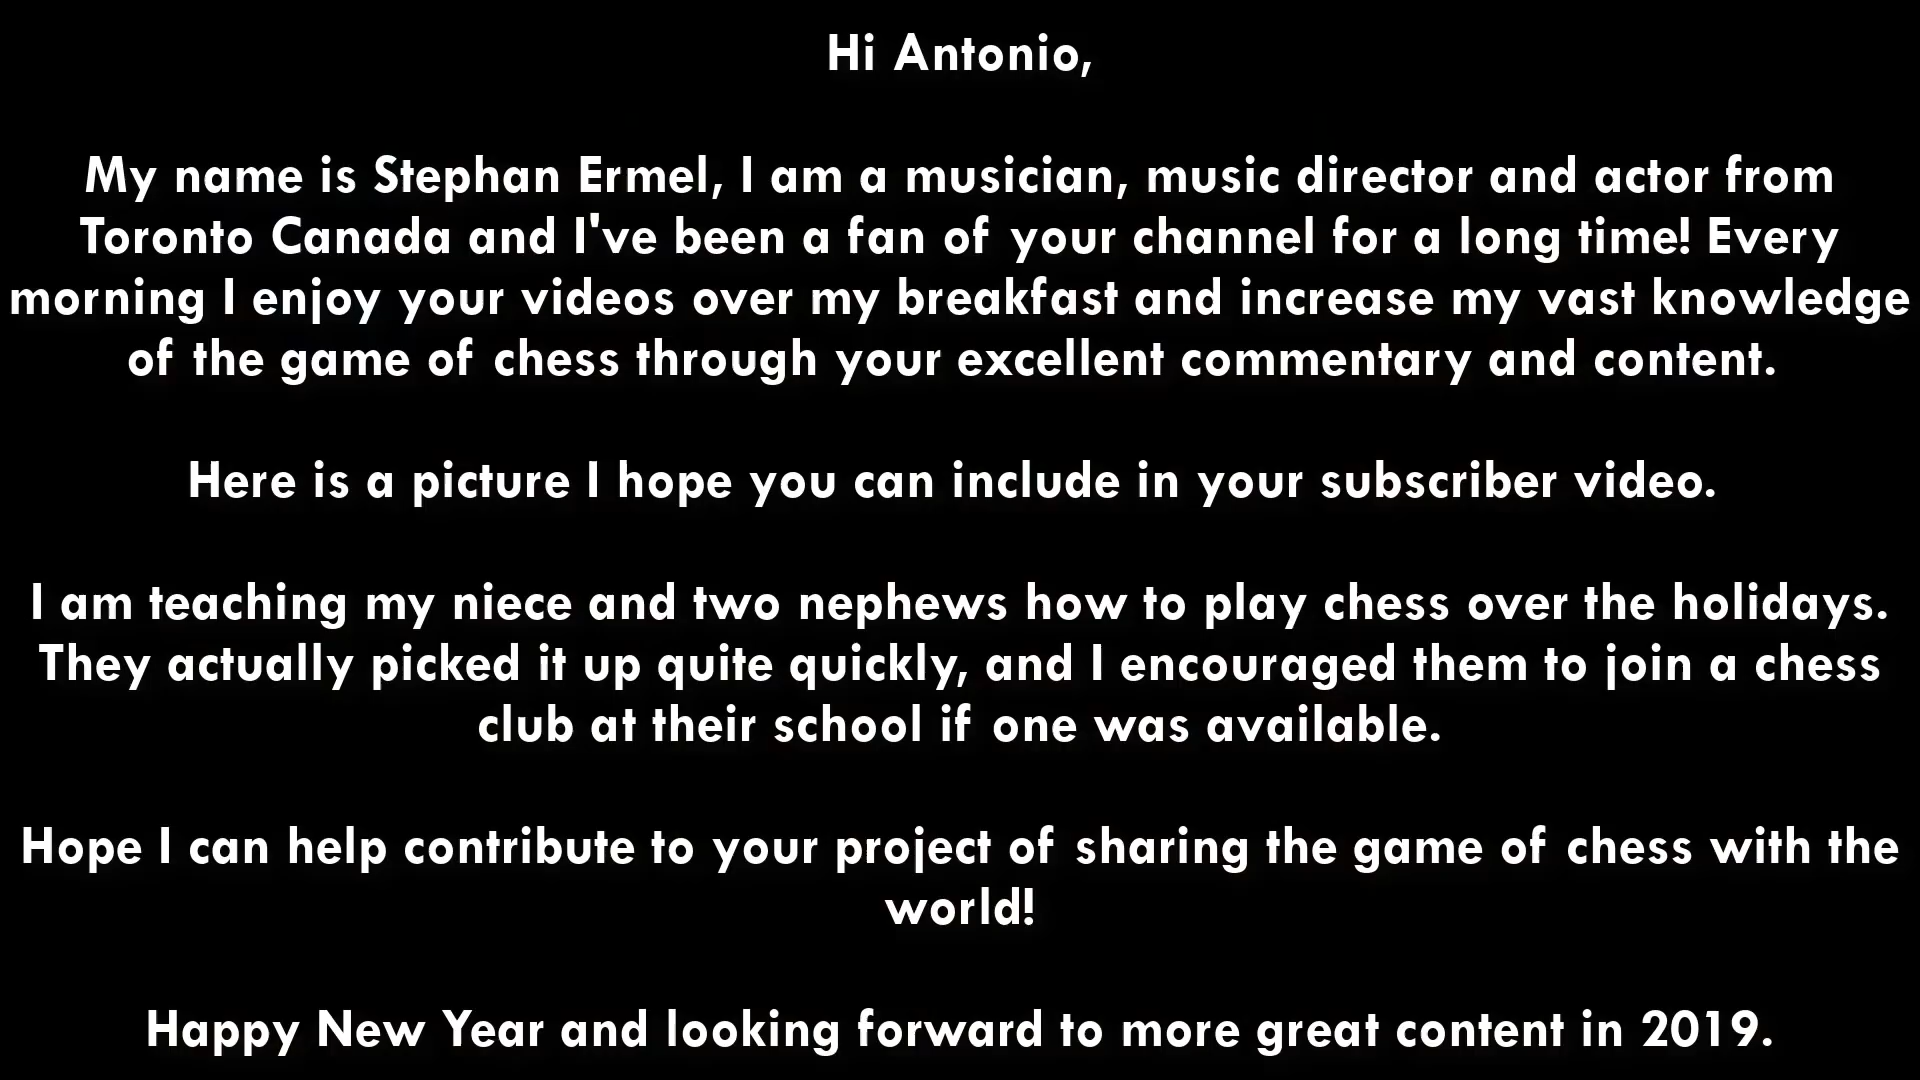 Hi Antonio,
My name is Stephan Ermel, I am a musician, music director and actor from
Toronto Canada and I've been a fan of your channel for a long time! Every
morning I enjoy your videos over my breakfast and increase my vast knowledge
of the game of chess through your excellent commentary and content.
Here is a picture I hope you can include in your subscriber video.
I am teaching my niece and two nephews how to play chess over the holidays.
They actually picked it up quite quickly, and I encouraged them to join a chess
club at their school if one was available.
Hope I can help contribute to your project of sharing the game of chess with the
world!
Happy New Year and looking forward to more great content in 2019.